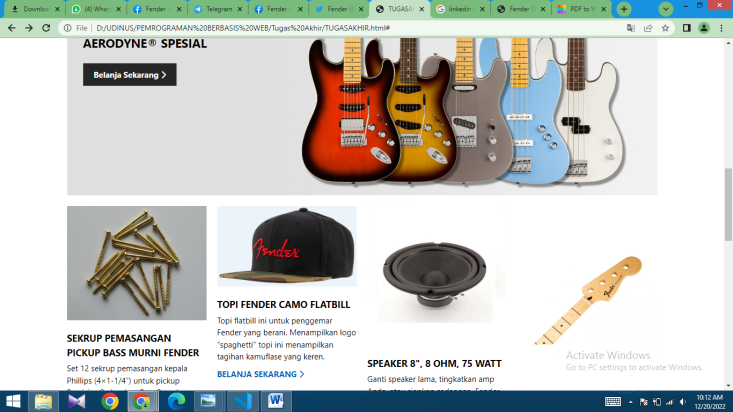 Download
(4) What
Fender -
Telegram
Fender -
Fender (
TUGASAK
linkedin l
Fender S
PDF to W
File | D:/UDINUS/PEMROGRAMAN%20BERBASIS%20WEB/Tugas%20Akhir/TUGASAKHIR.html#
AERODYNE® SPESIAL
Belanja Sekarang
Fender
SEKRUP PEMASANGAN
PICKUP BASS MURNI FENDER
Set 12 sekrup pemasangan kepala
Phillips (4×1-1/4") untuk pickup
TOPI FENDER CAMO FLATBILL
Topi flatbill ini untuk penggemar
Fender yang berani. Menampilkan logo
"spaghetti" topi ini menampilkan
tagihan kamuflase yang keren.
BELANJA SEKARANG
SPEAKER 8", 8 OHM, 75 WATT
Ganti speaker lama, tingkatkan amp
Activate Windows
Go to PC settings to activate Windows.
10:12 AM
12/20/2022